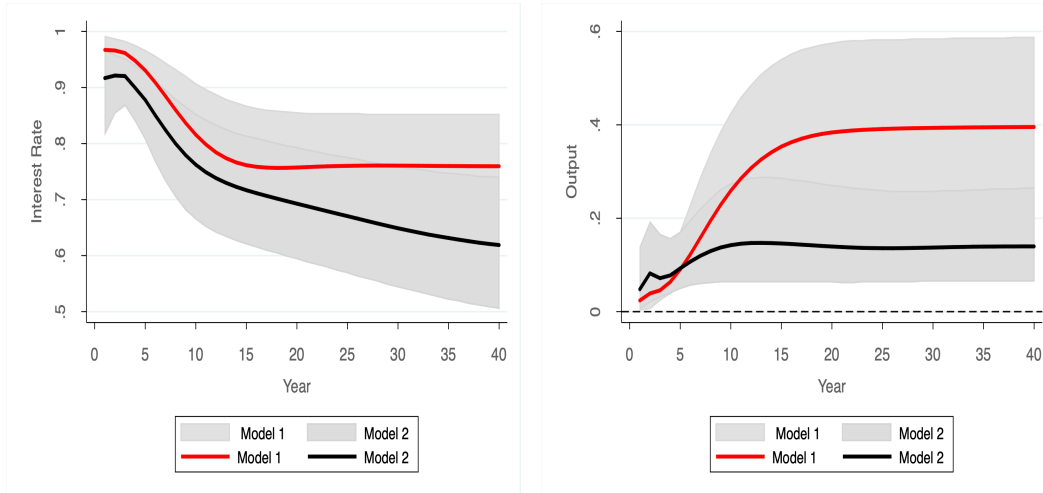 1
.9
.8
.7
.6
.5
Interest Rate
0 5 10 15 20 25 30 35 40
Year
Model 1 Model 2
Model 1 Model 2
.6
.4
.2
0
Output
0 5 10 15 20 25 30 35 40
Year
Model 1 Model 2
Model 1 Model 2